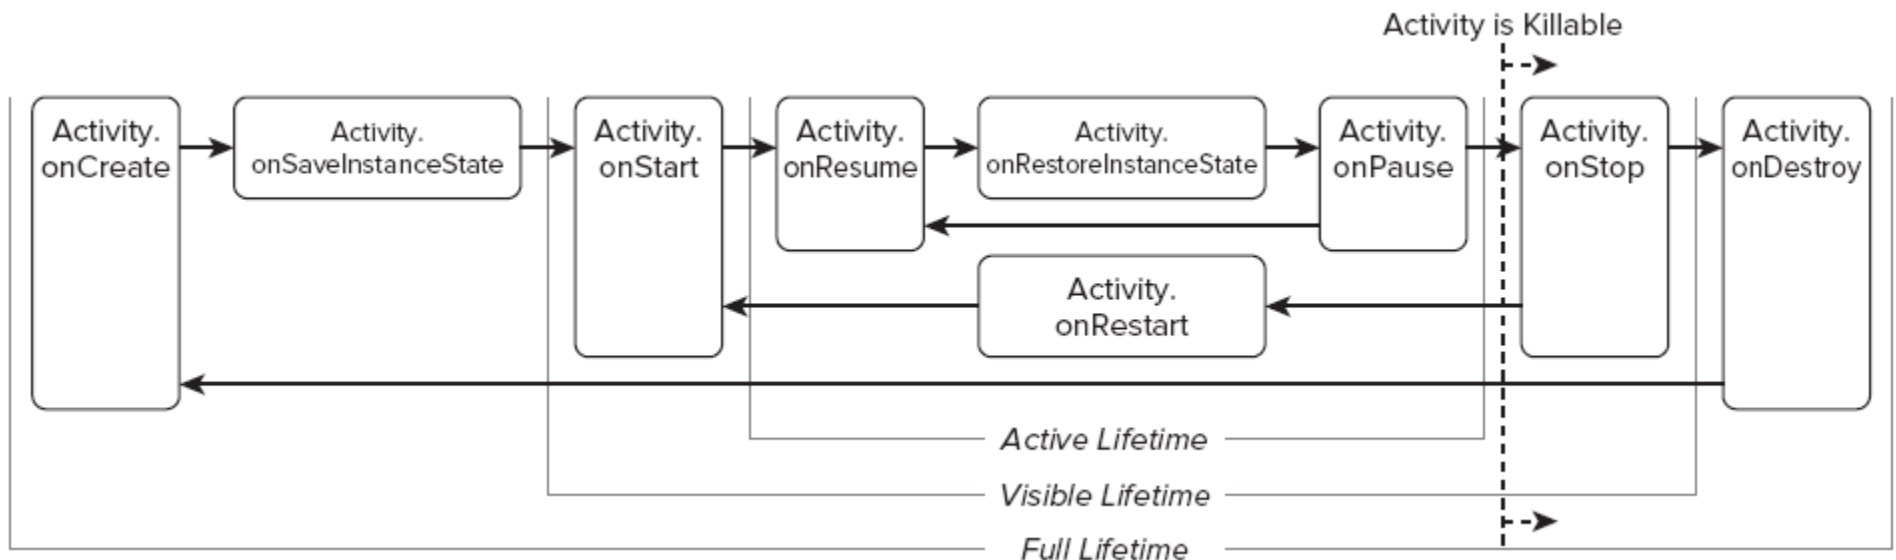 Activity is Killable
Activity.
onCreate
Activity.
onSaveInstanceState
Activity.
onStart
Activity.
onResume
Activity.
onRestoreInstanceState
Activity.
onPause
Activity.
onStop
Activity.
onDestroy
Activity.
onRestart
Active Lifetime
Visible Lifetime
Full Lifetime